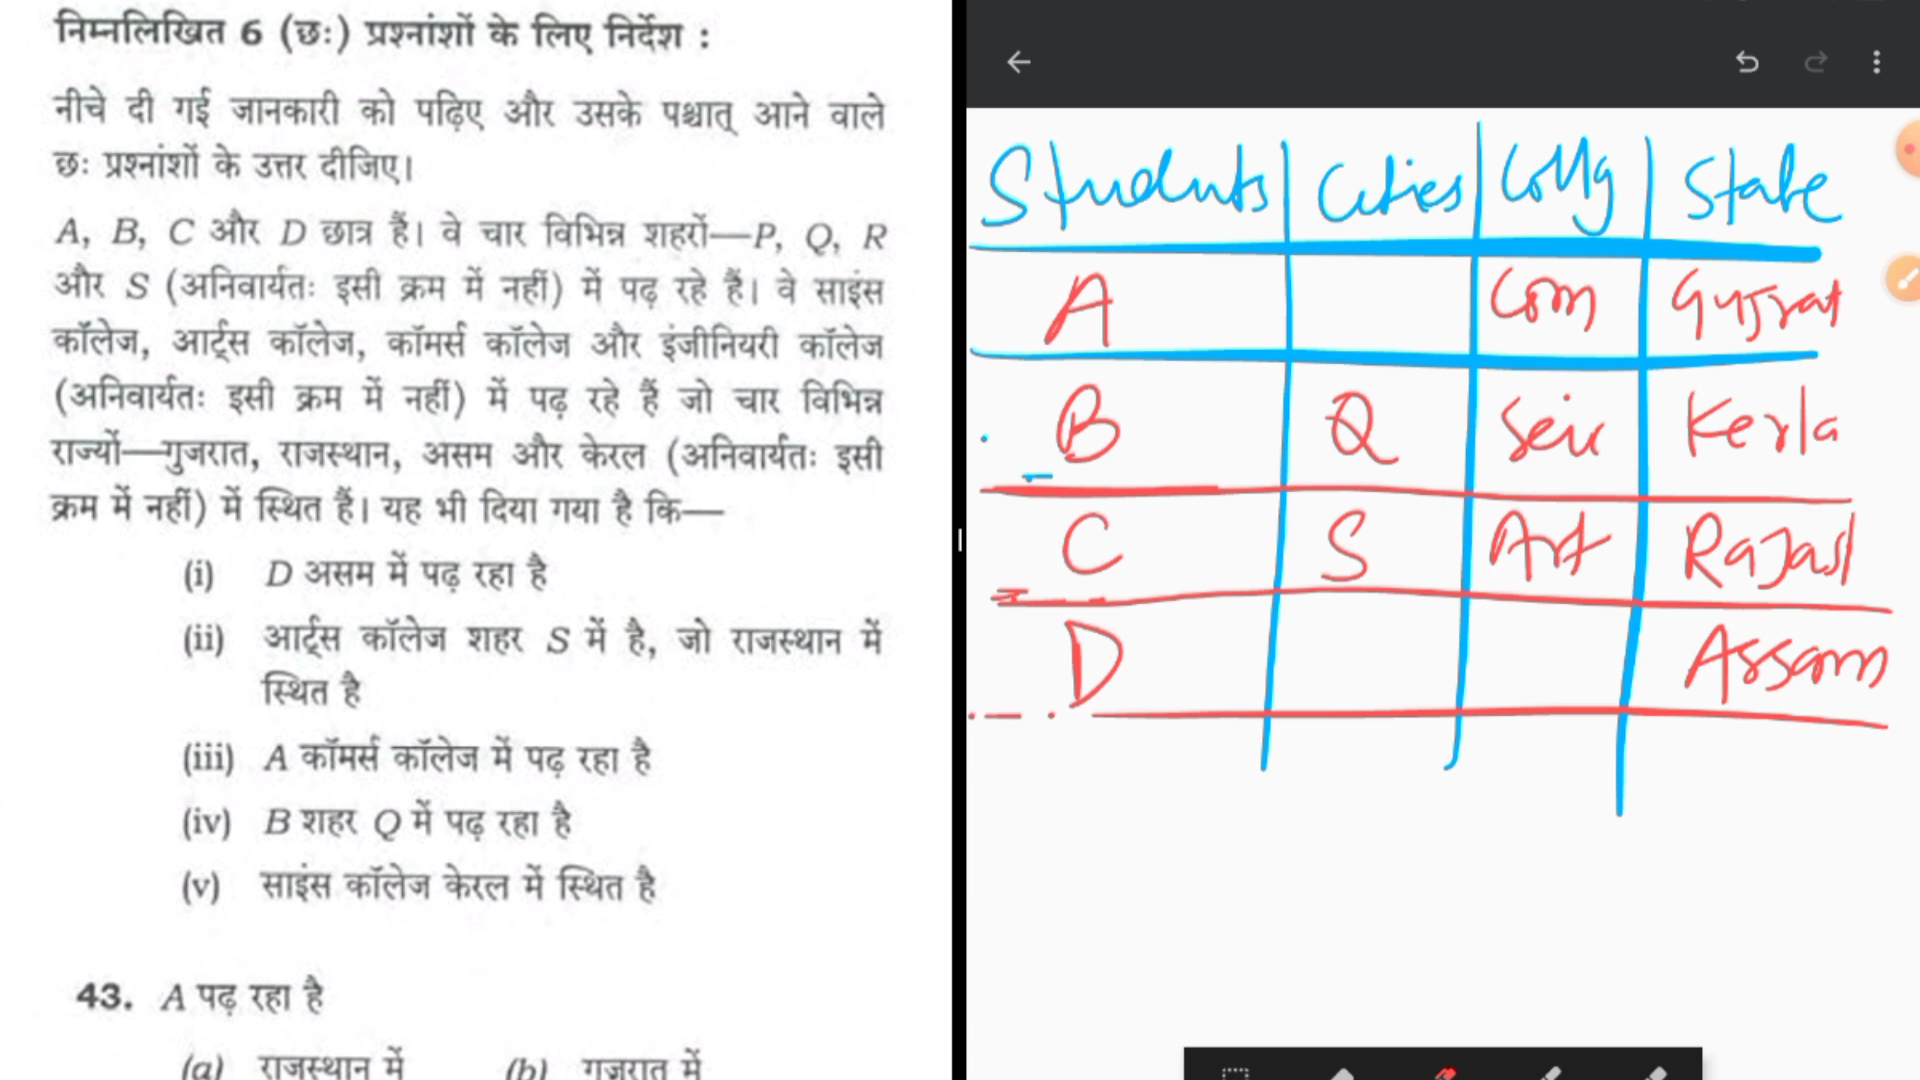 निम्नलिखित 6 (छः) प्रश्नांशों के लिए निर्देश :
नीचे दी गई जानकारी को पढ़िए और उसके पश्चात् आने वाले
छः प्रश्नांशों के उत्तर दीजिए।
A, B, C और D छात्र हैं। वे चार विभिन्न शहरों—P, Q, R
और S (अनिवार्यतः इसी क्रम में नहीं) में पढ़ रहे हैं। वे साइंस
कॉलेज, आर्ट्स कॉलेज, कॉमर्स कॉलेज और इंजीनियरी कॉलेज
(अनिवार्यतः इसी क्रम में नहीं) में पढ़ रहे हैं जो चार विभिन्न
राज्यों—गुजरात, राजस्थान, असम और केरल (अनिवार्यतः इसी
क्रम में नहीं) में स्थित हैं। यह भी दिया गया है कि—
(i) D असम में पढ़ रहा है
(ii) आर्ट्स कॉलेज शहर S में है, जो राजस्थान में
स्थित है
(iii) A कॉमर्स कॉलेज में पढ़ रहा है
(iv) B शहर Q में पढ़ रहा है
(v) साइंस कॉलेज केरल में स्थित है
43. A पढ़ रहा है
(a) राजस्थान में (b) गुजरात में
Students Cities Collg State
A Com Gujrat
B Q Kerla
C S Art Rajast
D Assam